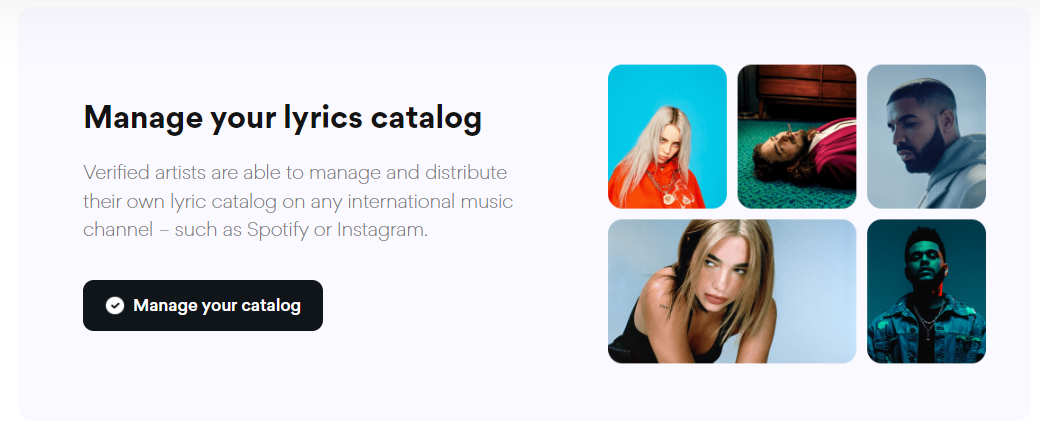 Manage your lyrics catalog
Verified artists are able to manage and distribute
their own lyric catalog on any international music
channel – such as Spotify or Instagram.
Manage your catalog